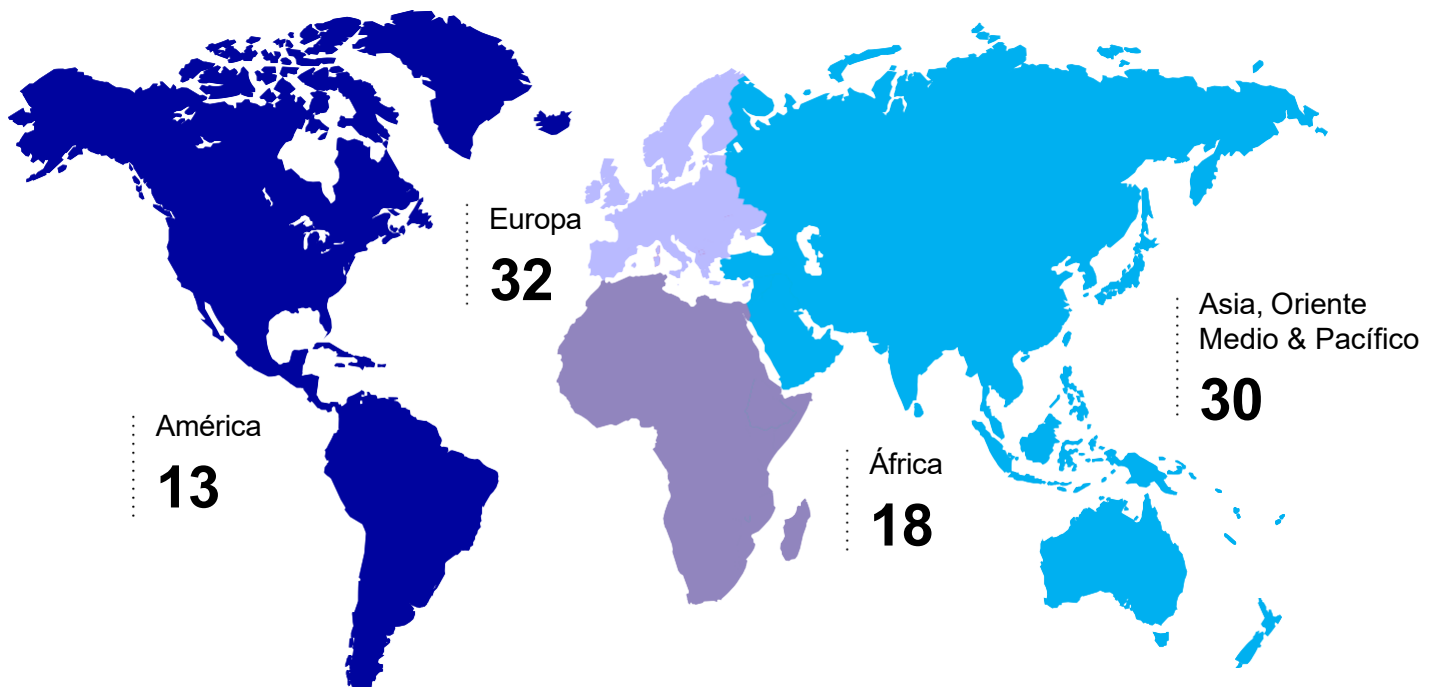 Europa
32
Asia, Oriente
Medio & Pacífico
30
América
13
África
18